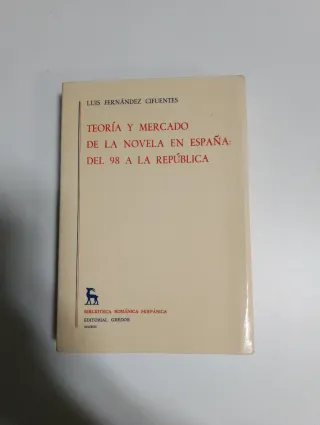 LUIS FERNÁNDEZ CIFUENTES
TEORÍA Y MERCADO
DE LA NOVELA EN ESPAÑA:
DEL 98 A LA REPÚBLICA
BIBLIOTECA ROMÁNICA HISPÁNICA
EDITORIAL GREDOS
MADRID